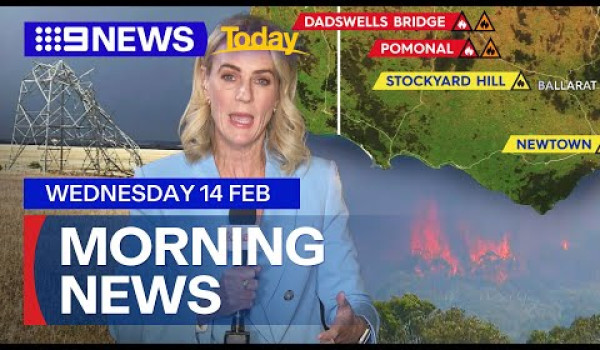 9NEWS
Today
DADSWELLS BRIDGE
POMONAL
STOCKYARD HILL
BALLARAT
NEWTOWN
WEDNESDAY 14 FEB
MORNING
NEWS